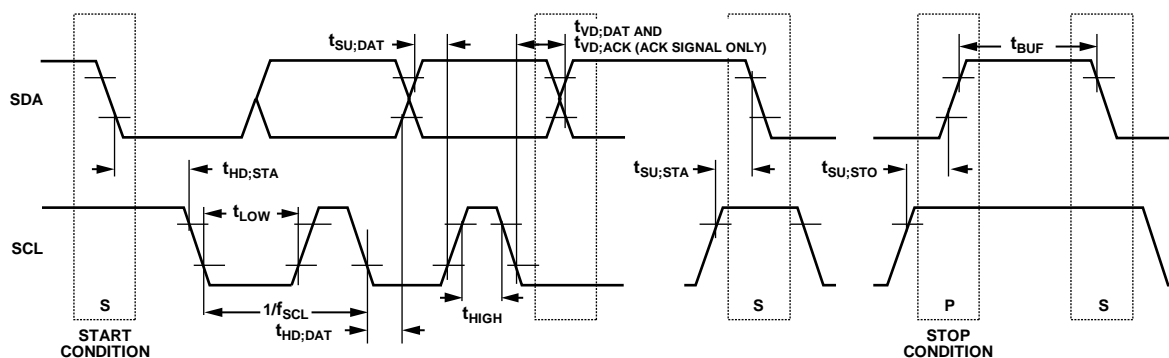 tSU;DAT
tVD;DAT AND
tVD;ACK (ACK SIGNAL ONLY)
tBUF
SDA
tHD;STA
tSU;STA
tSU;STO
tLOW
SCL
S
1/fSCL
tHIGH
S
P
S
tHD;DAT
START
CONDITION
STOP
CONDITION